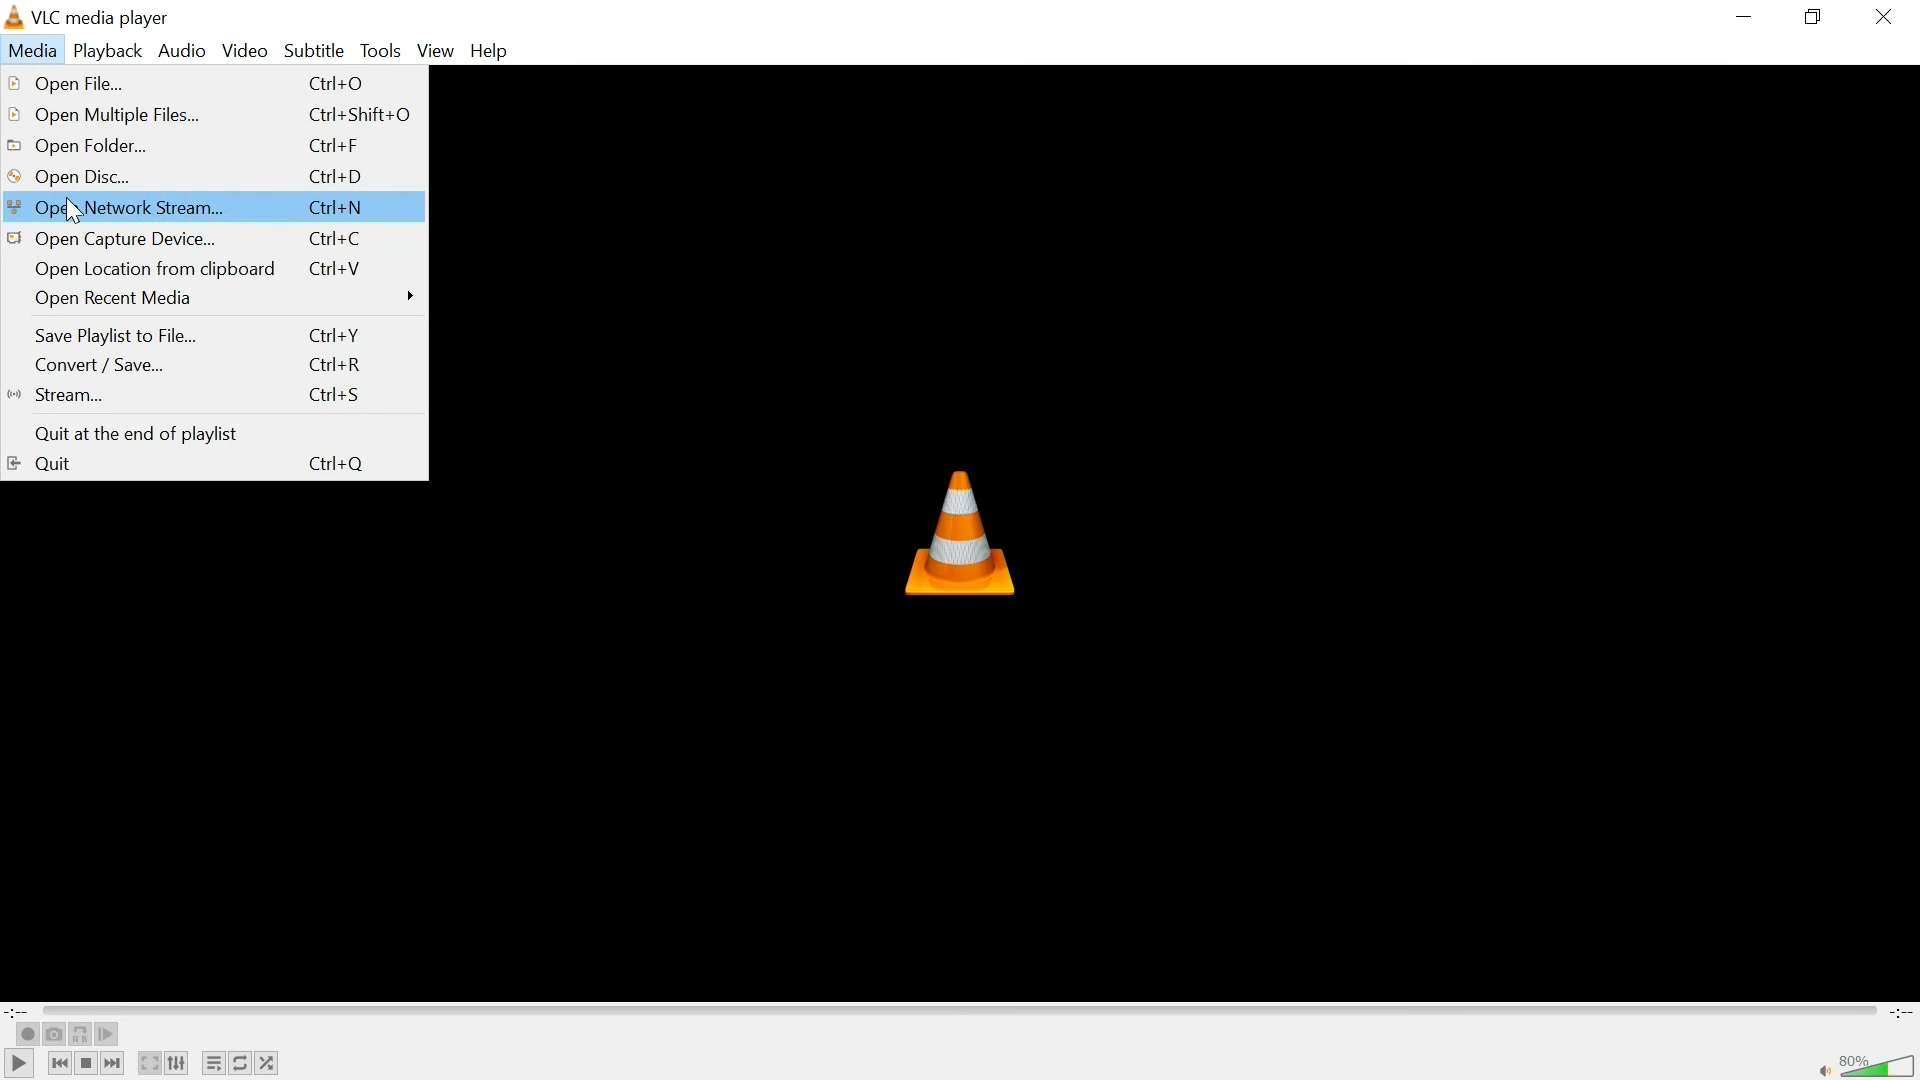 VLC media player
Media Playback Audio Video Subtitle Tools View Help
Open File... Ctrl+O
Open Multiple Files... Ctrl+Shift+O
Open Folder... Ctrl+F
Open Disc... Ctrl+D
Open Network Stream... Ctrl+N
Open Capture Device... Ctrl+C
Open Location from clipboard Ctrl+V
Open Recent Media
Save Playlist to File... Ctrl+Y
Convert / Save... Ctrl+R
Stream... Ctrl+S
Quit at the end of playlist
Quit Ctrl+Q
-:-- -:--
80%